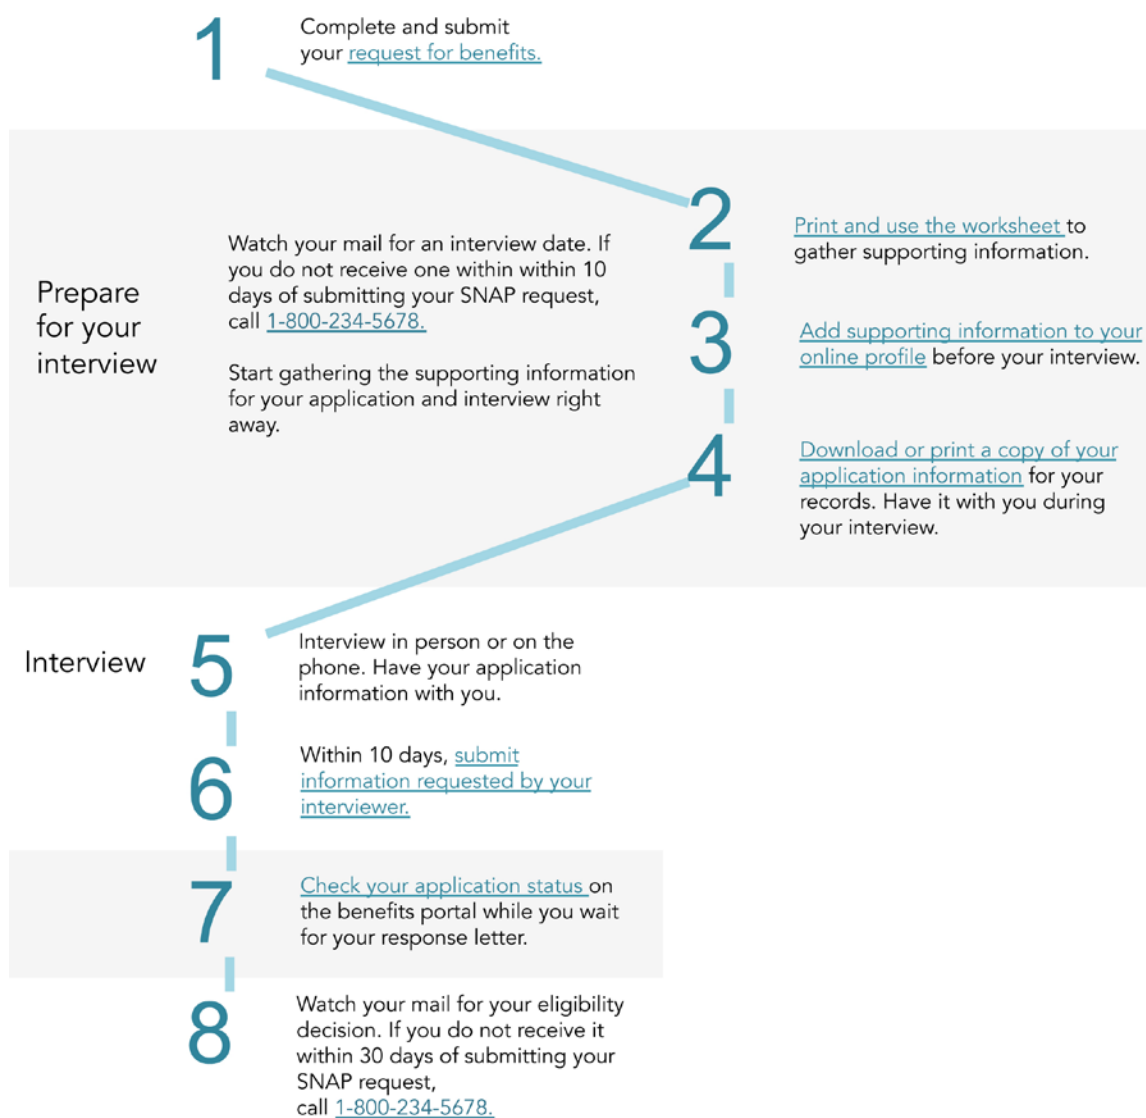 1
Complete and submit
your request for benefits.
Prepare
for your
interview
Watch your mail for an interview date. If
you do not receive one within within 10
days of submitting your SNAP request,
call 1-800-234-5678.
Start gathering the supporting information
for your application and interview right
away.
2
Print and use the worksheet to
gather supporting information.
3
Add supporting information to your
online profile before your interview.
4
Download or print a copy of your
application information for your
records. Have it with you during
your interview.
Interview
5
Interview in person or on the
phone. Have your application
information with you.
6
Within 10 days, submit
information requested by your
interviewer.
7
Check your application status on
the benefits portal while you wait
for your response letter.
8
Watch your mail for your eligibility
decision. If you do not receive it
within 30 days of submitting your
SNAP request,
call 1-800-234-5678.